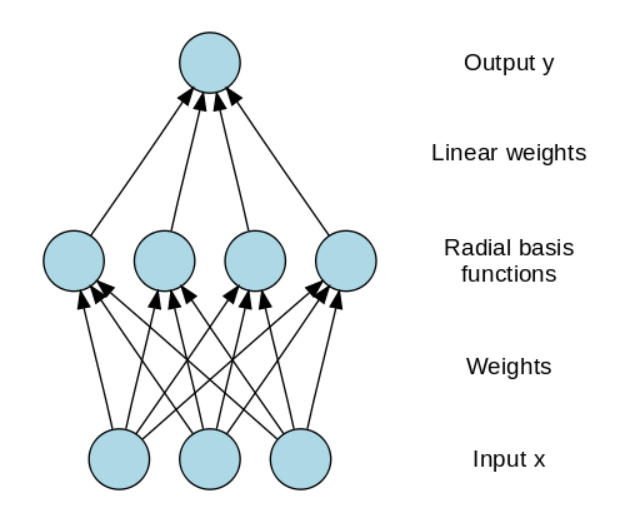 Output y
Linear weights
Radial basis
functions
Weights
Input x